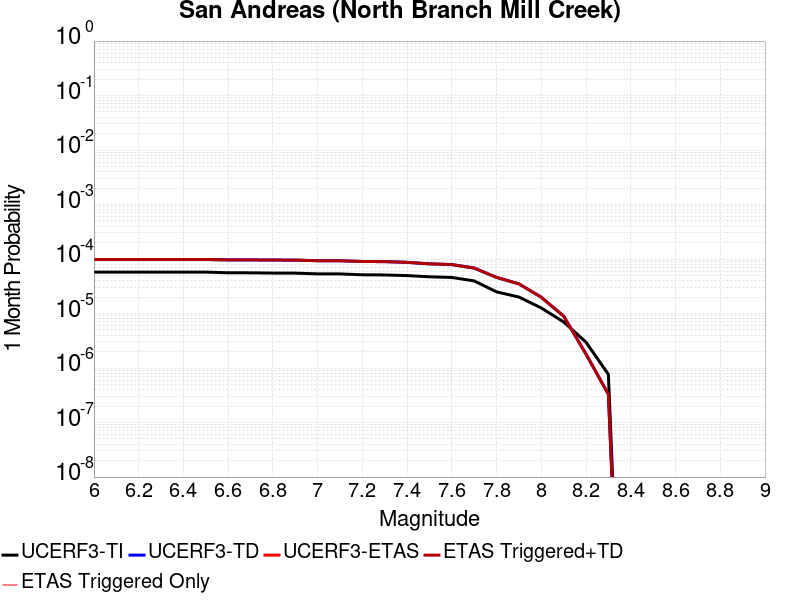 San Andreas (North Branch Mill Creek)
10^0
10^-1
10^-2
10^-3
10^-4
10^-5
10^-6
10^-7
10^-8
1 Month Probability
6 6.2 6.4 6.6 6.8 7 7.2 7.4 7.6 7.8 8 8.2 8.4 8.6 8.8 9
Magnitude
UCERF3-TI UCERF3-TD UCERF3-ETAS ETAS Triggered+TD
ETAS Triggered Only